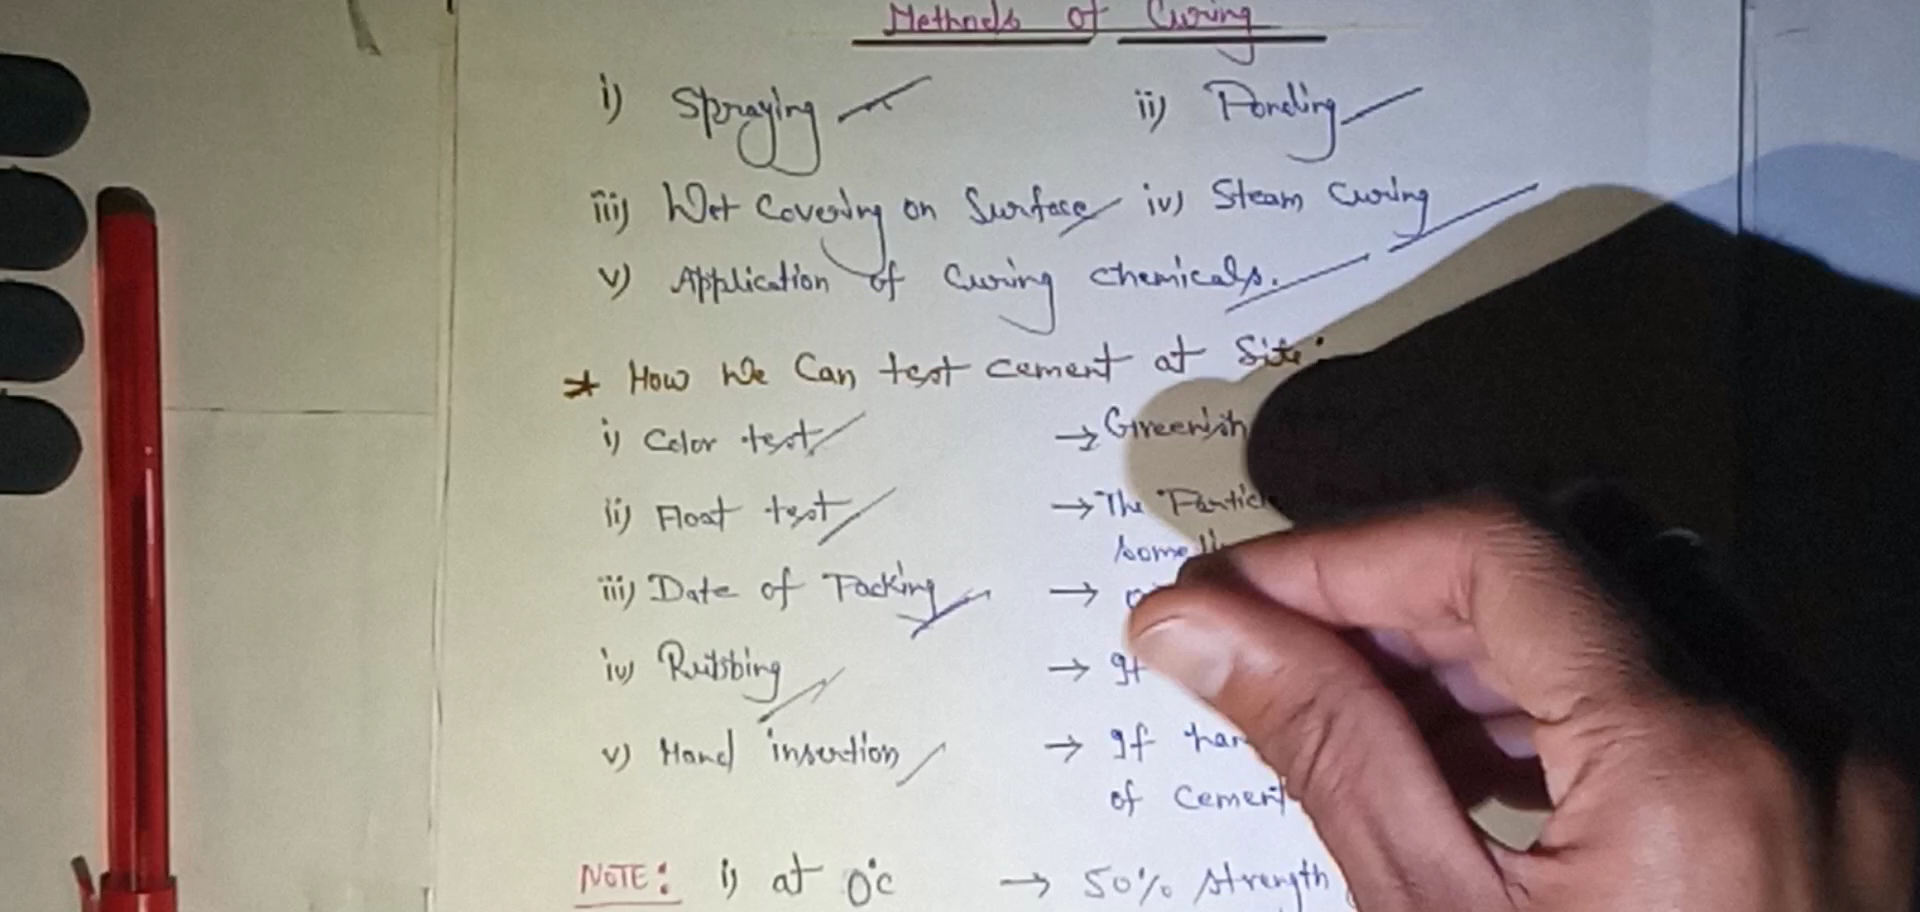 Methods of Curing
i) Spraying ii) Ponding
iii) Wet Covering on Surface iv) Steam Curing
v) Application of Curing chemicals.
* How We Can test cement at Site:
i) Color test → Greenish
ii) Float test → The
some
iii) Date of Packing →
iv) Rubbing → If
v) Hand insertion → If
of Cement
NOTE: i) at 0°c → 50% strength